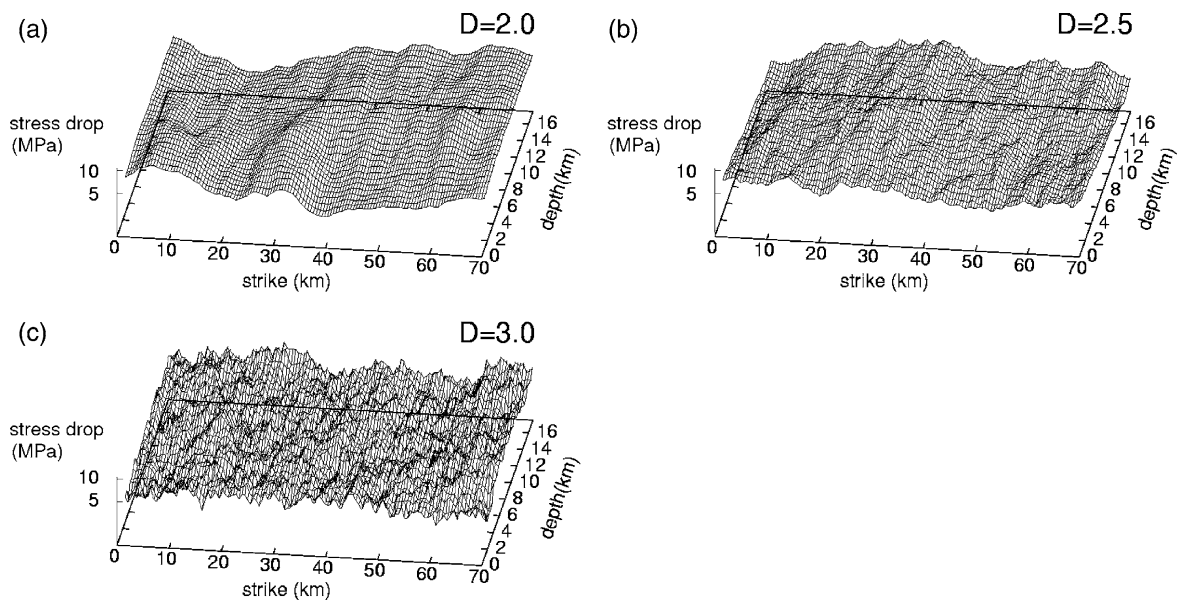 (a)
D=2.0
stress drop
(MPa)
10
5
0 10 20 30 40 50 60 70
strike (km)
0 2 4 6 8 10 12 14 16
depth(km)
(b)
D=2.5
stress drop
(MPa)
10
5
0 10 20 30 40 50 60 70
strike (km)
0 2 4 6 8 10 12 14 16
depth(km)
(c)
D=3.0
stress drop
(MPa)
10
5
0 10 20 30 40 50 60 70
strike (km)
0 2 4 6 8 10 12 14 16
depth(km)